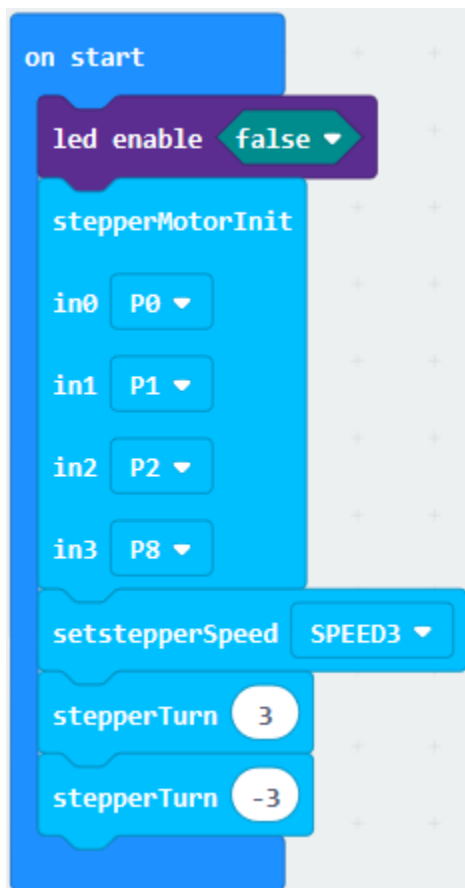 on start
led enable false
stepperMotorInit
in0 P0
in1 P1
in2 P2
in3 P8
setstepperSpeed SPEED3
stepperTurn 3
stepperTurn -3